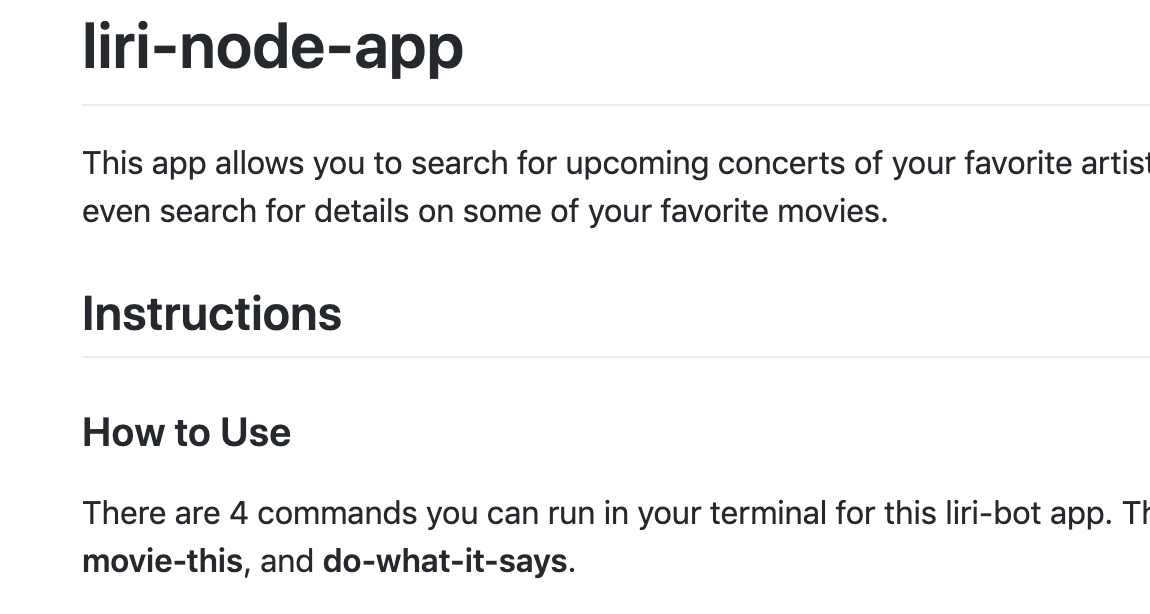 liri-node-app
This app allows you to search for upcoming concerts of your favorite artist
even search for details on some of your favorite movies.
Instructions
How to Use
There are 4 commands you can run in your terminal for this liri-bot app. Th
movie-this, and do-what-it-says.